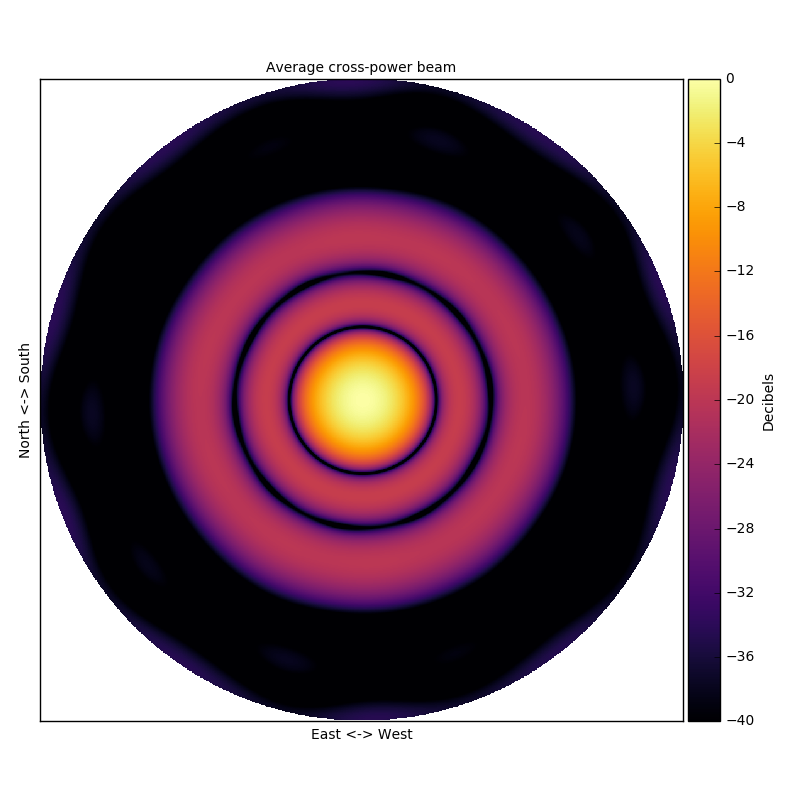 Average cross-power beam
North <-> South
East <-> West
0
−4
−8
−12
−16
−20
−24
−28
−32
−36
−40
Decibels